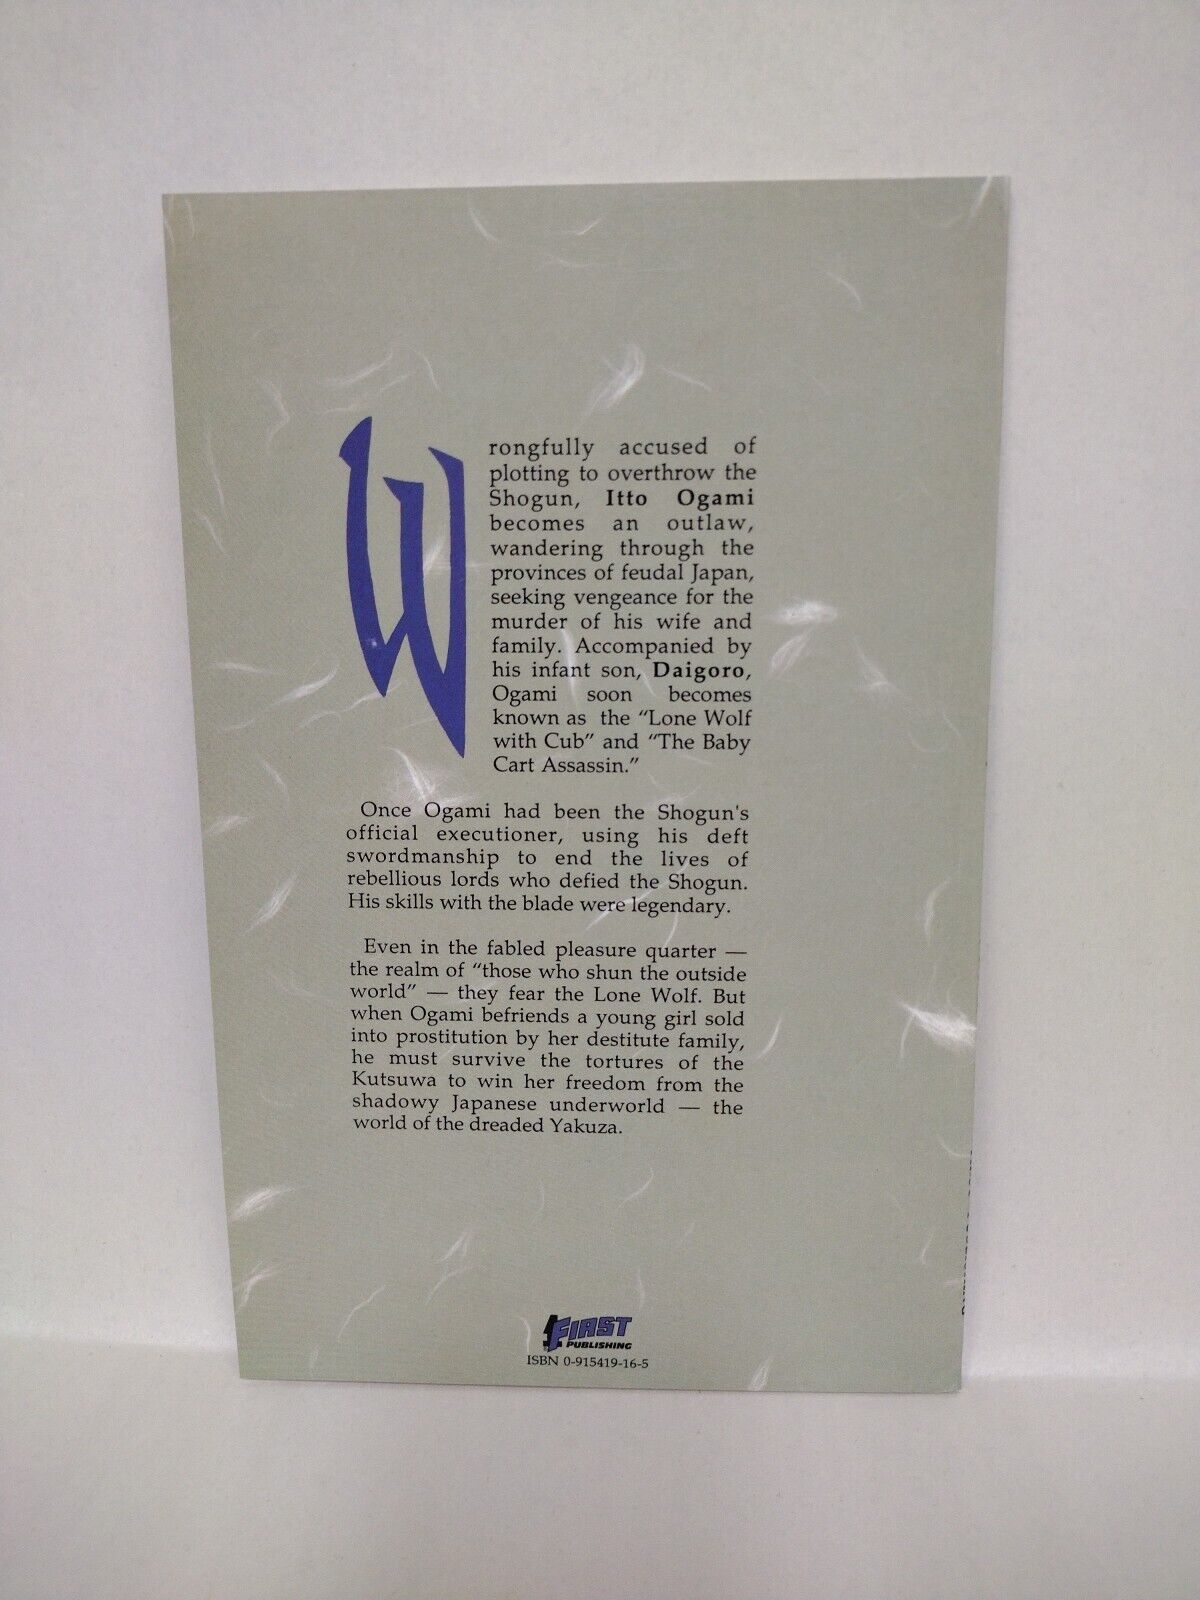 Wrongfully accused of
plotting to overthrow the
Shogun, Itto Ogami
becomes an outlaw,
wandering through the
provinces of feudal Japan,
seeking vengeance for the
murder of his wife and
family. Accompanied by
his infant son, Daigoro,
Ogami soon becomes
known as the “Lone Wolf
with Cub” and “The Baby
Cart Assassin.”
Once Ogami had been the Shogun's
official executioner, using his deft
swordmanship to end the lives of
rebellious lords who defied the Shogun.
His skills with the blade were legendary.
Even in the fabled pleasure quarter —
the realm of “those who shun the outside
world” — they fear the Lone Wolf. But
when Ogami befriends a young girl sold
into prostitution by her destitute family,
he must survive the tortures of the
Kutsuwa to win her freedom from the
shadowy Japanese underworld — the
world of the dreaded Yakuza.
FIRST
PUBLISHING
ISBN 0-915419-16-5